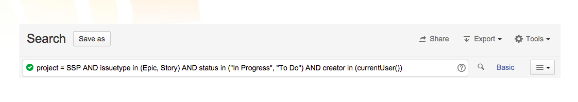 Search Save as Share Export Tools
project = SSP AND issuetype in (Epic, Story) AND status in ("In Progress", "To Do") AND creator in (currentUser()) Basic